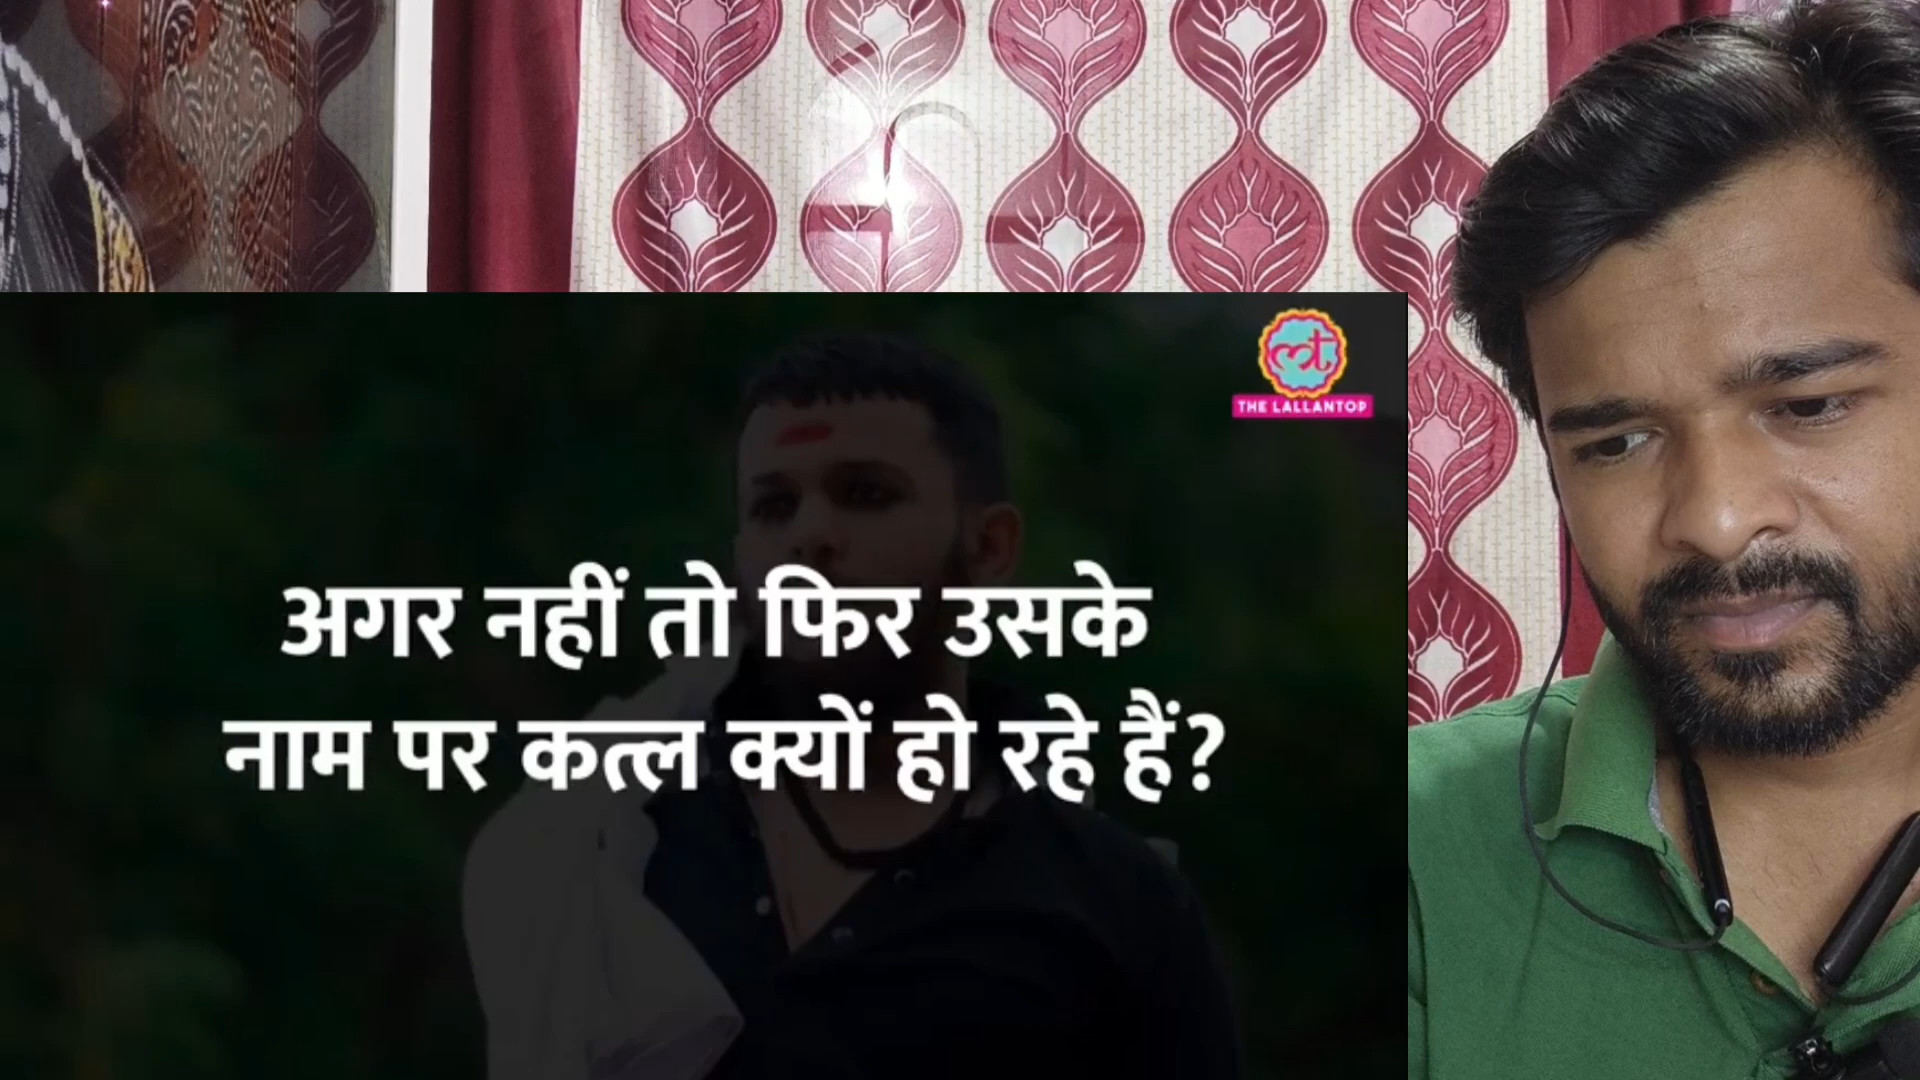 THE LALLANTOP
अगर नहीं तो फिर उसके
नाम पर कत्ल क्यों हो रहे हैं?